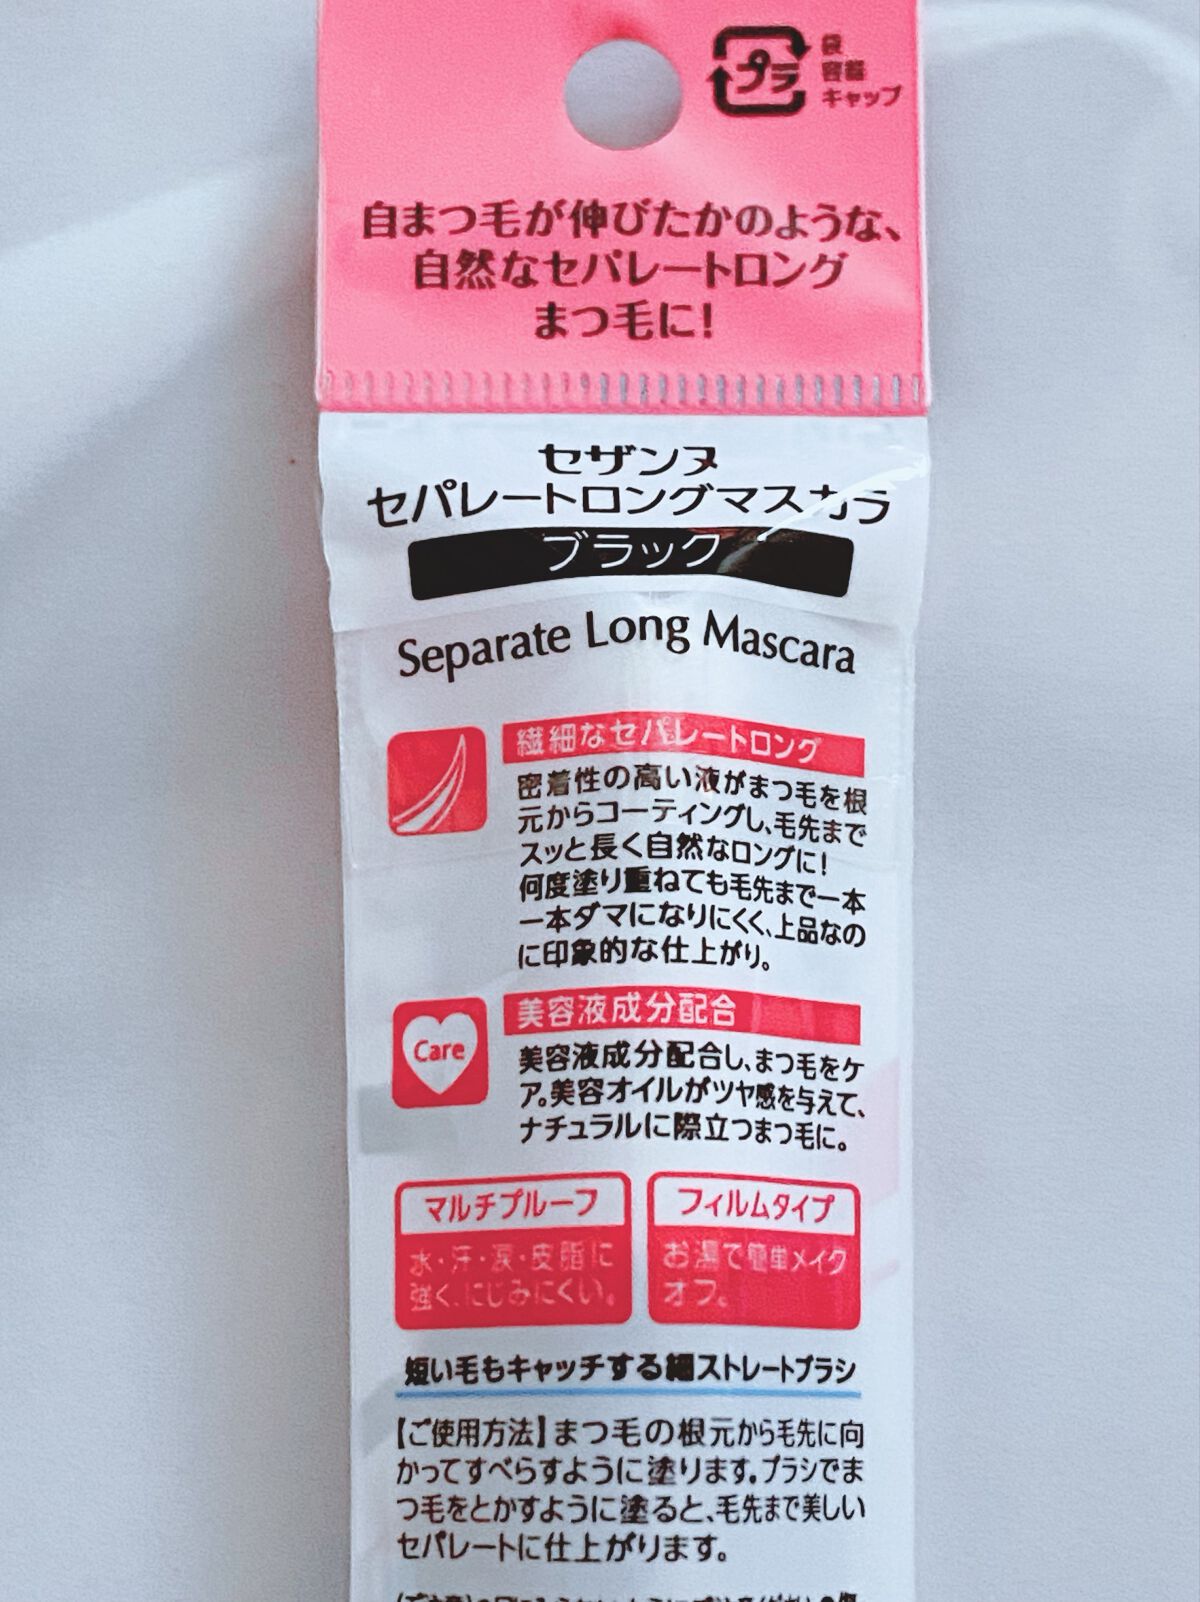 プラ
袋
容器
キャップ
自まつ毛が伸びたかのような、
自然なセパレートロング
まつ毛に!
セザンヌ
セパレートロングマスカラ
ブラック
Separate Long Mascara
繊細なセパレートロング
密着性の高い液がまつ毛を根
元からコーティングし、毛先まで
スッと長く自然なロングに!
何度塗り重ねても毛先まで一本
一本ダマになりにくく、上品なの
に印象的な仕上がり。
Care
美容液成分配合
美容液成分配合し、まつ毛をケ
ア。美容オイルがツヤ感を与えて、
ナチュラルに際立つまつ毛に。
マルチプルーフ
水・汗・涙・皮脂に
強く、にじみにくい。
フィルムタイプ
お湯で簡単メイク
オフ。
短い毛もキャッチする細ストレートブラシ
【ご使用方法】まつ毛の根元から毛先に向
かってすべらすように塗ります。ブラシでま
つ毛をとかすように塗ると、毛先まで美しい
セパレートに仕上がります。